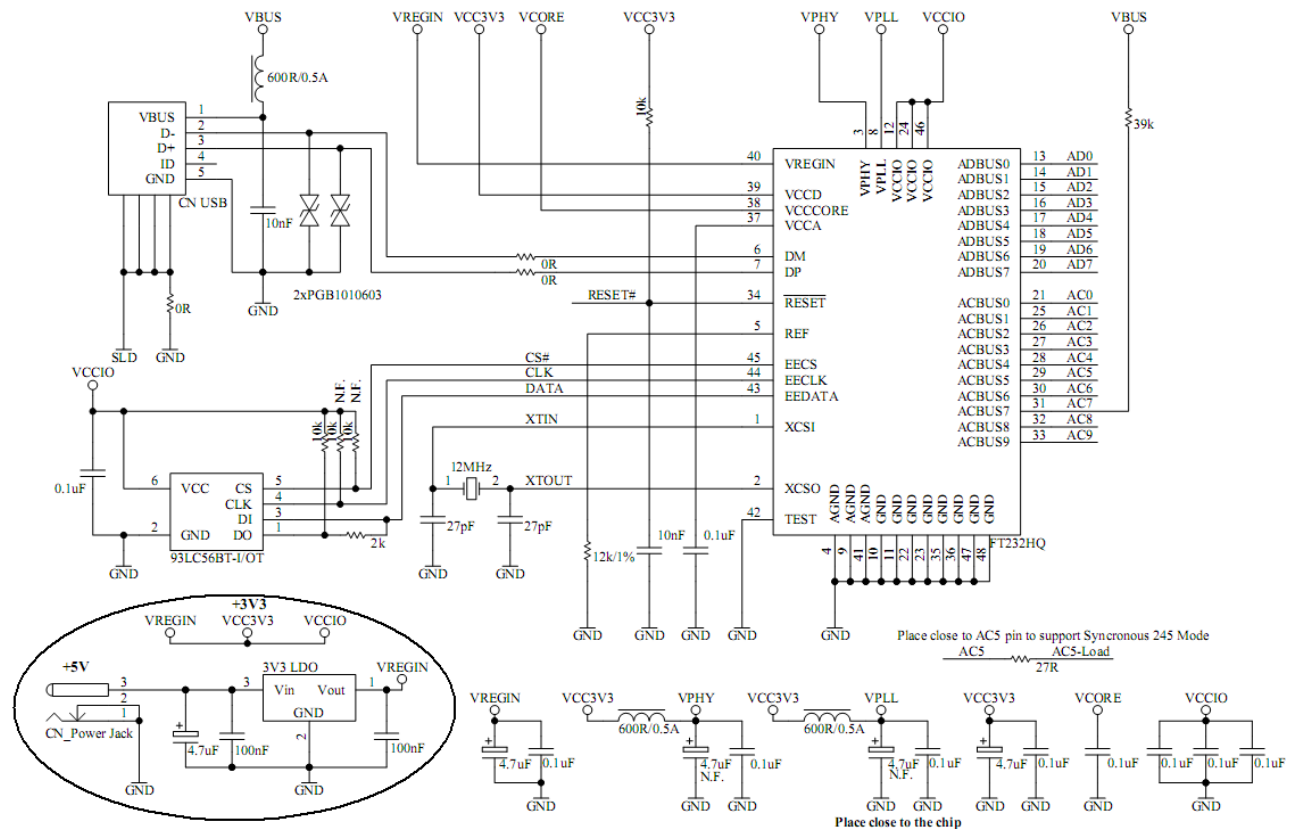 VBUS
VREGIN
VCC3V3
VCORE
VCC3V3
VPHY
VPLL
VCCIO
VBUS
600R/0.5A
10k
39k
VBUS 1
D- 2
D+ 3
ID 4
GND 5
CN USB
10nF
2xPGB1010603
0R
0R
0R
SLD
GND
GND
3
8
12
24
46
VPHY
VPLL
VCCIO
VCCIO
VCCIO
40 VREGIN
39 VCCD
38 VCCCORE
37 VCCA
6 DM
7 DP
RESET# 34 RESET
5 REF
CS# 45 EECS
CLK 44 EECLK
DATA 43 EEDATA
XTIN 1 XCSI
XTOUT 2 XCSO
42 TEST
ADBUS0 13 AD0
ADBUS1 14 AD1
ADBUS2 15 AD2
ADBUS3 16 AD3
ADBUS4 17 AD4
ADBUS5 18 AD5
ADBUS6 19 AD6
ADBUS7 20 AD7
ACBUS0 21 AC0
ACBUS1 25 AC1
ACBUS2 26 AC2
ACBUS3 27 AC3
ACBUS4 28 AC4
ACBUS5 29 AC5
ACBUS6 30 AC6
ACBUS7 31 AC7
ACBUS8 32 AC8
ACBUS9 33 AC9
AGND
AGND
AGND
GND
GND
GND
GND
GND
GND
GND
GND
FT232HQ
4
9
41
10
11
22
23
35
36
47
48
GND
VCCIO
0.1uF
10k
10k
10k
N.F.
N.F.
6 VCC CS 5
CLK 4
DI 3
2 GND DO 1
93LC56BT-I/OT
2k
GND
12MHz
1
2
27pF
27pF
GND
GND
12k/1%
10nF
0.1uF
GND
GND
GND
GND
+3V3
VREGIN
VCC3V3
VCCIO
+5V
3
2
1
CN_Power Jack
3V3 LDO
3 Vin Vout 1
GND
2
VREGIN
4.7uF
100nF
100nF
GND
GND
Place close to AC5 pin to support Syncronous 245 Mode
AC5
AC5-Load
27R
VREGIN
4.7uF
0.1uF
GND
VCC3V3
600R/0.5A
VPHY
4.7uF
N.F.
0.1uF
GND
GND
VCC3V3
600R/0.5A
VPLL
4.7uF
N.F.
0.1uF
GND
GND
VCC3V3
4.7uF
0.1uF
GND
GND
VCORE
0.1uF
GND
VCCIO
0.1uF
0.1uF
0.1uF
GND
Place close to the chip